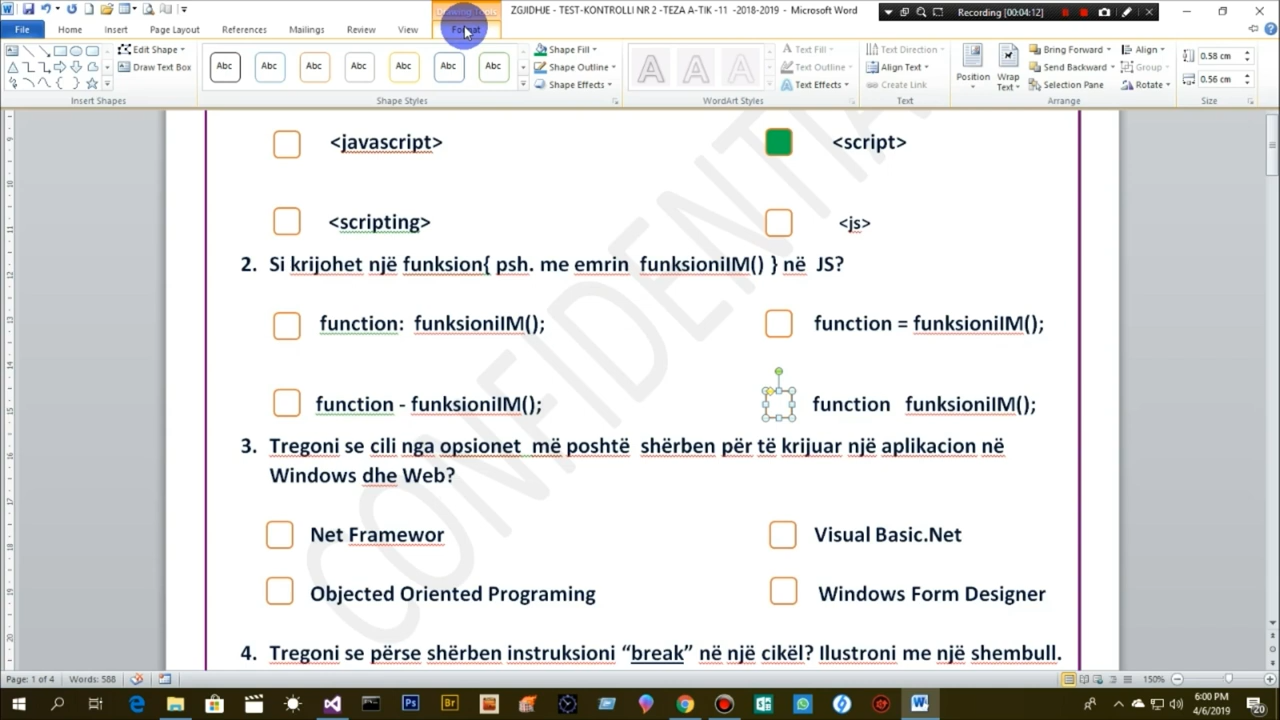 ZGJIDHJE - TEST-KONTROLLI NR 2 -TEZA A-TIK -11 -2018-2019 - Microsoft Word
Recording [00:04:12]
Drawing Tools
File Home Insert Page Layout References Mailings Review View Format
Edit Shape
Draw Text Box
Insert Shapes
Abc Abc Abc Abc Abc Abc Abc
Shape Styles
Shape Fill
Shape Outline
Shape Effects
A A A
WordArt Styles
Text Fill
Text Outline
Text Effects
Text Direction
Align Text
Create Link
Text
Position
Wrap Text
Bring Forward
Send Backward
Selection Pane
Align
Group
Rotate
Arrange
0.58 cm
0.56 cm
Size
CONFIDENTIA
<javascript> <script>
<scripting> <js>
2. Si krijohet një funksion{ psh. me emrin funksioniIM() } në JS?
function: funksioniIM(); function = funksioniIM();
function - funksioniIM(); function funksioniIM();
3. Tregoni se cili nga opsionet më poshtë shërben për të krijuar një aplikacion në
Windows dhe Web?
Net Framewor Visual Basic.Net
Objected Oriented Programing Windows Form Designer
4. Tregoni se përse shërben instruksioni “break” në një cikël? Ilustroni me një shembull.
Page: 1 of 4 Words: 588 150%
6:00 PM
4/6/2019
20